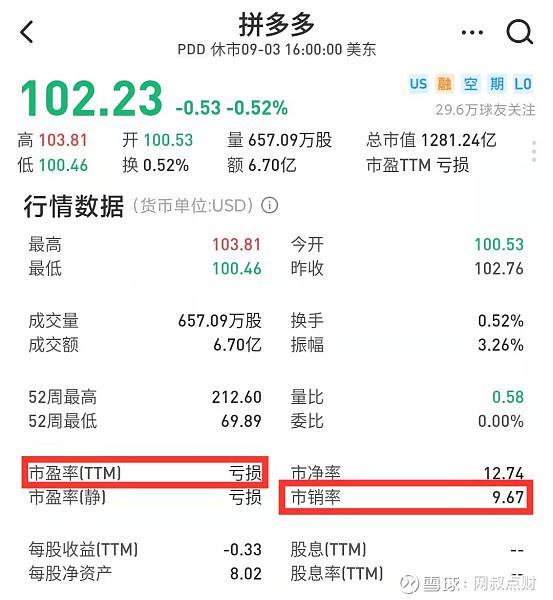 拼多多
PDD 休市09-03 16:00:00 美东
102.23 -0.53 -0.52%
US 融 空 期 L0
29.6万球友关注
高 103.81 开 100.53 量 657.09万股 总市值 1281.24亿
低 100.46 换 0.52% 额 6.70亿 市盈TTM 亏损
行情数据 (货币单位:USD)
最高 103.81 今开 100.53
最低 100.46 昨收 102.76
成交量 657.09万股 换手 0.52%
成交额 6.70亿 振幅 3.26%
52周最高 212.60 量比 0.58
52周最低 69.89 委比 0.00%
市盈率(TTM) 亏损 市净率 12.74
市盈率(静) 亏损 市销率 9.67
每股收益(TTM) -0.33 股息(TTM) --
每股净资产 8.02 股息率(TTM) --
雪球:网叔点财